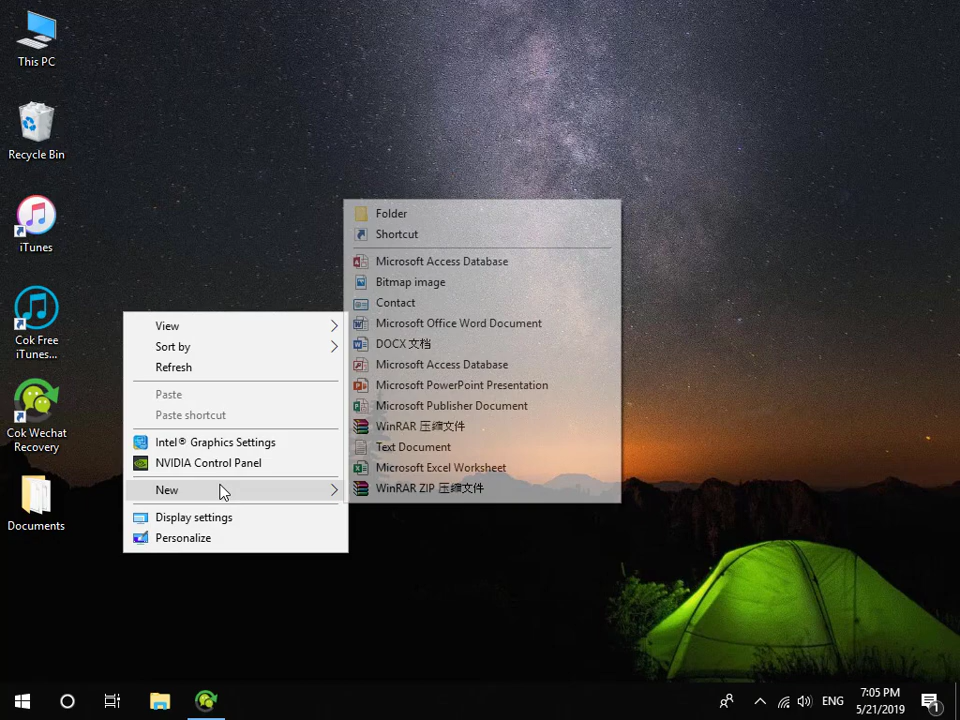 This PC
Recycle Bin
iTunes
Cok Free
iTunes...
Cok Wechat
Recovery
Documents
View
Sort by
Refresh
Paste
Paste shortcut
Intel® Graphics Settings
NVIDIA Control Panel
New
Display settings
Personalize
Folder
Shortcut
Microsoft Access Database
Bitmap image
Contact
Microsoft Office Word Document
DOCX 文档
Microsoft Access Database
Microsoft PowerPoint Presentation
Microsoft Publisher Document
WinRAR 压缩文件
Text Document
Microsoft Excel Worksheet
WinRAR ZIP 压缩文件
ENG
7:05 PM
5/21/2019
1